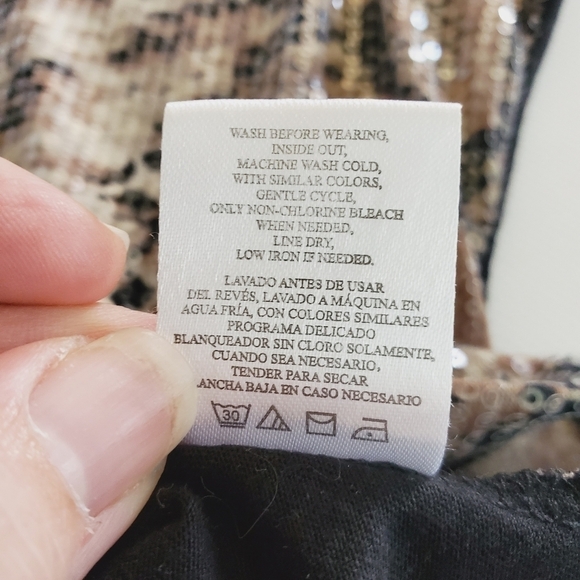 WASH BEFORE WEARING,
INSIDE OUT,
MACHINE WASH COLD,
WITH SIMILAR COLORS,
GENTLE CYCLE,
ONLY NON-CHLORINE BLEACH
WHEN NEEDED,
LINE DRY,
LOW IRON IF NEEDED.
LAVADO ANTES DE USAR
DEL REVÉS, LAVADO A MÁQUINA EN
AGUA FRÍA, CON COLORES SIMILARES
PROGRAMA DELICADO
BLANQUEADOR SIN CLORO SOLAMENTE,
CUANDO SEA NECESARIO,
TENDER PARA SECAR
ANCHA BAJA EN CASO NECESARIO
30